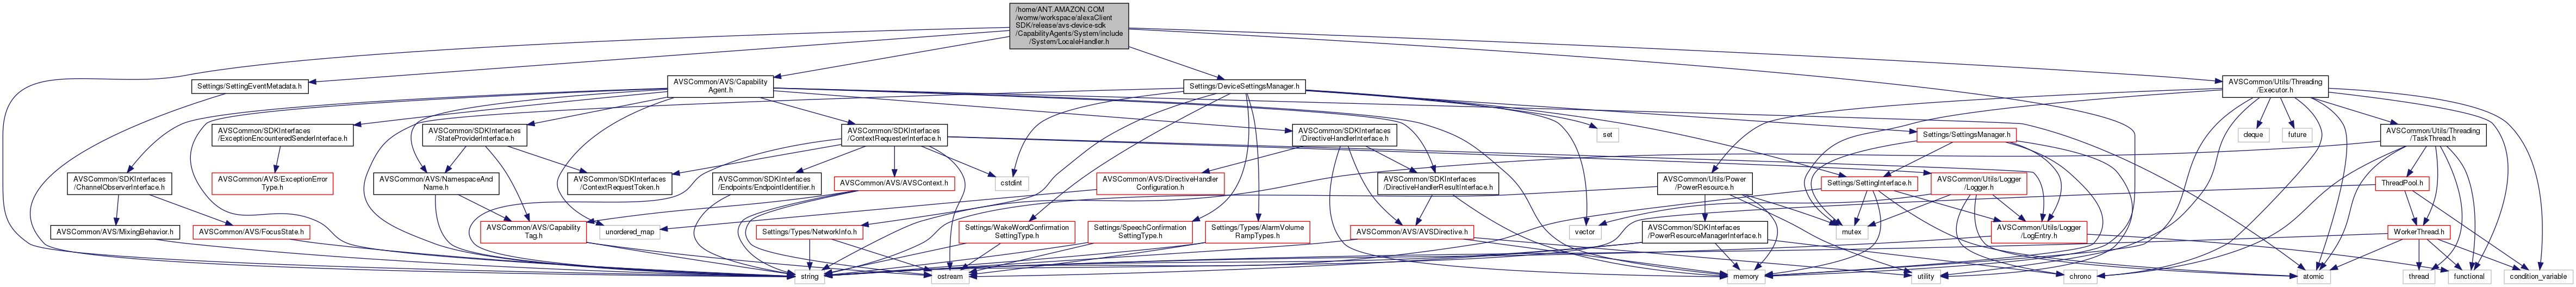 /home/ANT.AMAZON.COM
/womw/workspace/alexaClient
SDK/release/avs-device-sdk
/CapabilityAgents/System/include
/System/LocaleHandler.h
Settings/SettingEventMetadata.h
AVSCommon/AVS/Capability
Agent.h
Settings/DeviceSettingsManager.h
AVSCommon/Utils/Threading
/Executor.h
AVSCommon/SDKInterfaces
/ExceptionEncounteredSenderInterface.h
AVSCommon/SDKInterfaces
/StateProviderInterface.h
AVSCommon/SDKInterfaces
/ContextRequesterInterface.h
AVSCommon/SDKInterfaces
/DirectiveHandlerInterface.h
set
Settings/SettingsManager.h
deque
future
AVSCommon/Utils/Threading
/TaskThread.h
AVSCommon/SDKInterfaces
/ChannelObserverInterface.h
AVSCommon/AVS/ExceptionError
Type.h
AVSCommon/AVS/NamespaceAnd
Name.h
AVSCommon/SDKInterfaces
/ContextRequestToken.h
AVSCommon/SDKInterfaces
/Endpoints/EndpointIdentifier.h
AVSCommon/AVS/AVSContext.h
cstdint
AVSCommon/AVS/DirectiveHandler
Configuration.h
AVSCommon/SDKInterfaces
/DirectiveHandlerResultInterface.h
AVSCommon/Utils/Power
/PowerResource.h
Settings/SettingInterface.h
AVSCommon/Utils/Logger
/Logger.h
ThreadPool.h
AVSCommon/AVS/MixingBehavior.h
AVSCommon/AVS/FocusState.h
AVSCommon/AVS/Capability
Tag.h
unordered_map
Settings/Types/NetworkInfo.h
Settings/WakeWordConfirmation
SettingType.h
Settings/SpeechConfirmation
SettingType.h
Settings/Types/AlarmVolume
RampTypes.h
AVSCommon/AVS/AVSDirective.h
vector
AVSCommon/SDKInterfaces
/PowerResourceManagerInterface.h
mutex
AVSCommon/Utils/Logger
/LogEntry.h
WorkerThread.h
string
ostream
memory
utility
chrono
atomic
thread
functional
condition_variable